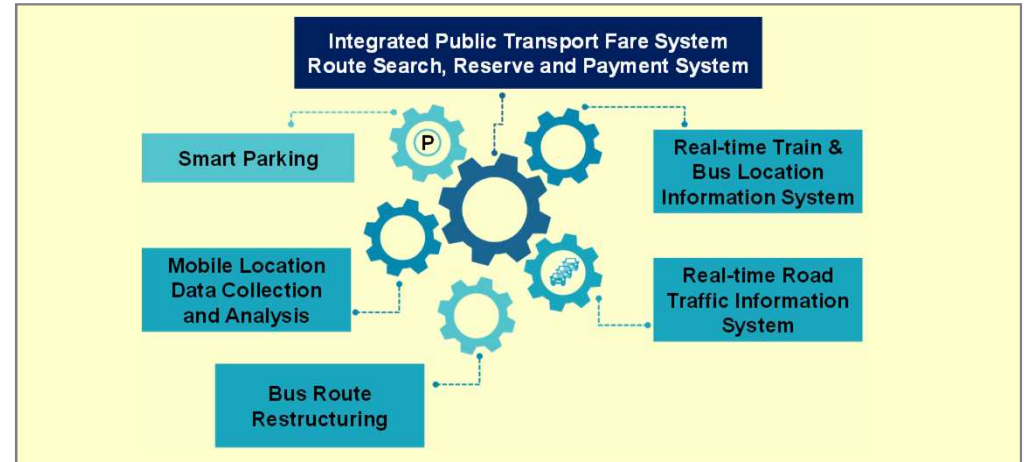 Integrated Public Transport Fare System
Route Search, Reserve and Payment System
P
Smart Parking
Real-time Train &
Bus Location
Information System
Mobile Location
Data Collection
and Analysis
Real-time Road
Traffic Information
System
Bus Route
Restructuring